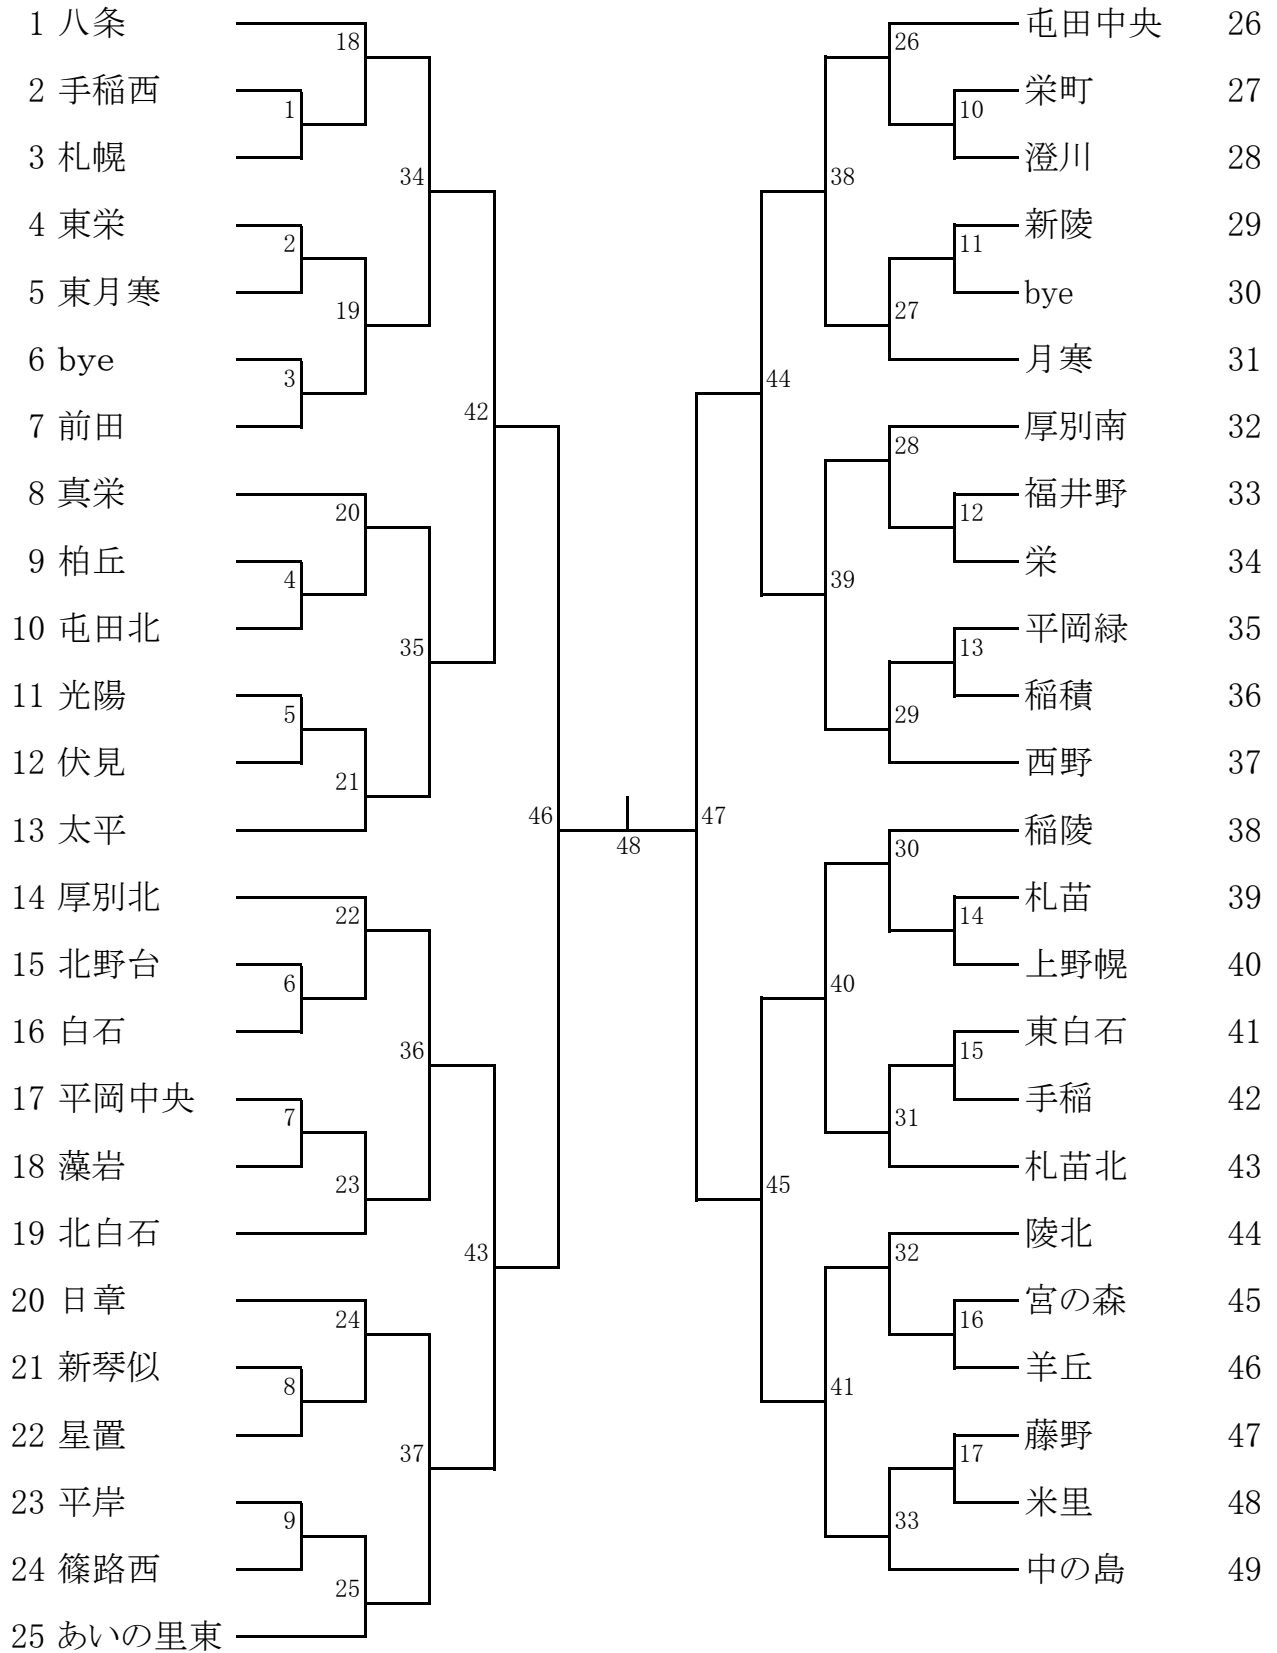 1 八条
2 手稲西
3 札幌
4 東栄
5 東月寒
6 bye
7 前田
8 真栄
9 柏丘
10 屯田北
11 光陽
12 伏見
13 太平
14 厚別北
15 北野台
16 白石
17 平岡中央
18 藻岩
19 北白石
20 日章
21 新琴似
22 星置
23 平岸
24 篠路西
25 あいの里東
18
1
34
2
19
3
42
20
4
35
5
21
46
22
6
36
7
23
43
24
8
37
9
25
48
47
26
10
38
11
27
44
28
12
39
13
29
30
14
40
15
31
45
32
16
41
17
33
屯田中央 26
栄町 27
澄川 28
新陵 29
bye 30
月寒 31
厚別南 32
福井野 33
栄 34
平岡緑 35
稲積 36
西野 37
稲陵 38
札苗 39
上野幌 40
東白石 41
手稲 42
札苗北 43
陵北 44
宮の森 45
羊丘 46
藤野 47
米里 48
中の島 49